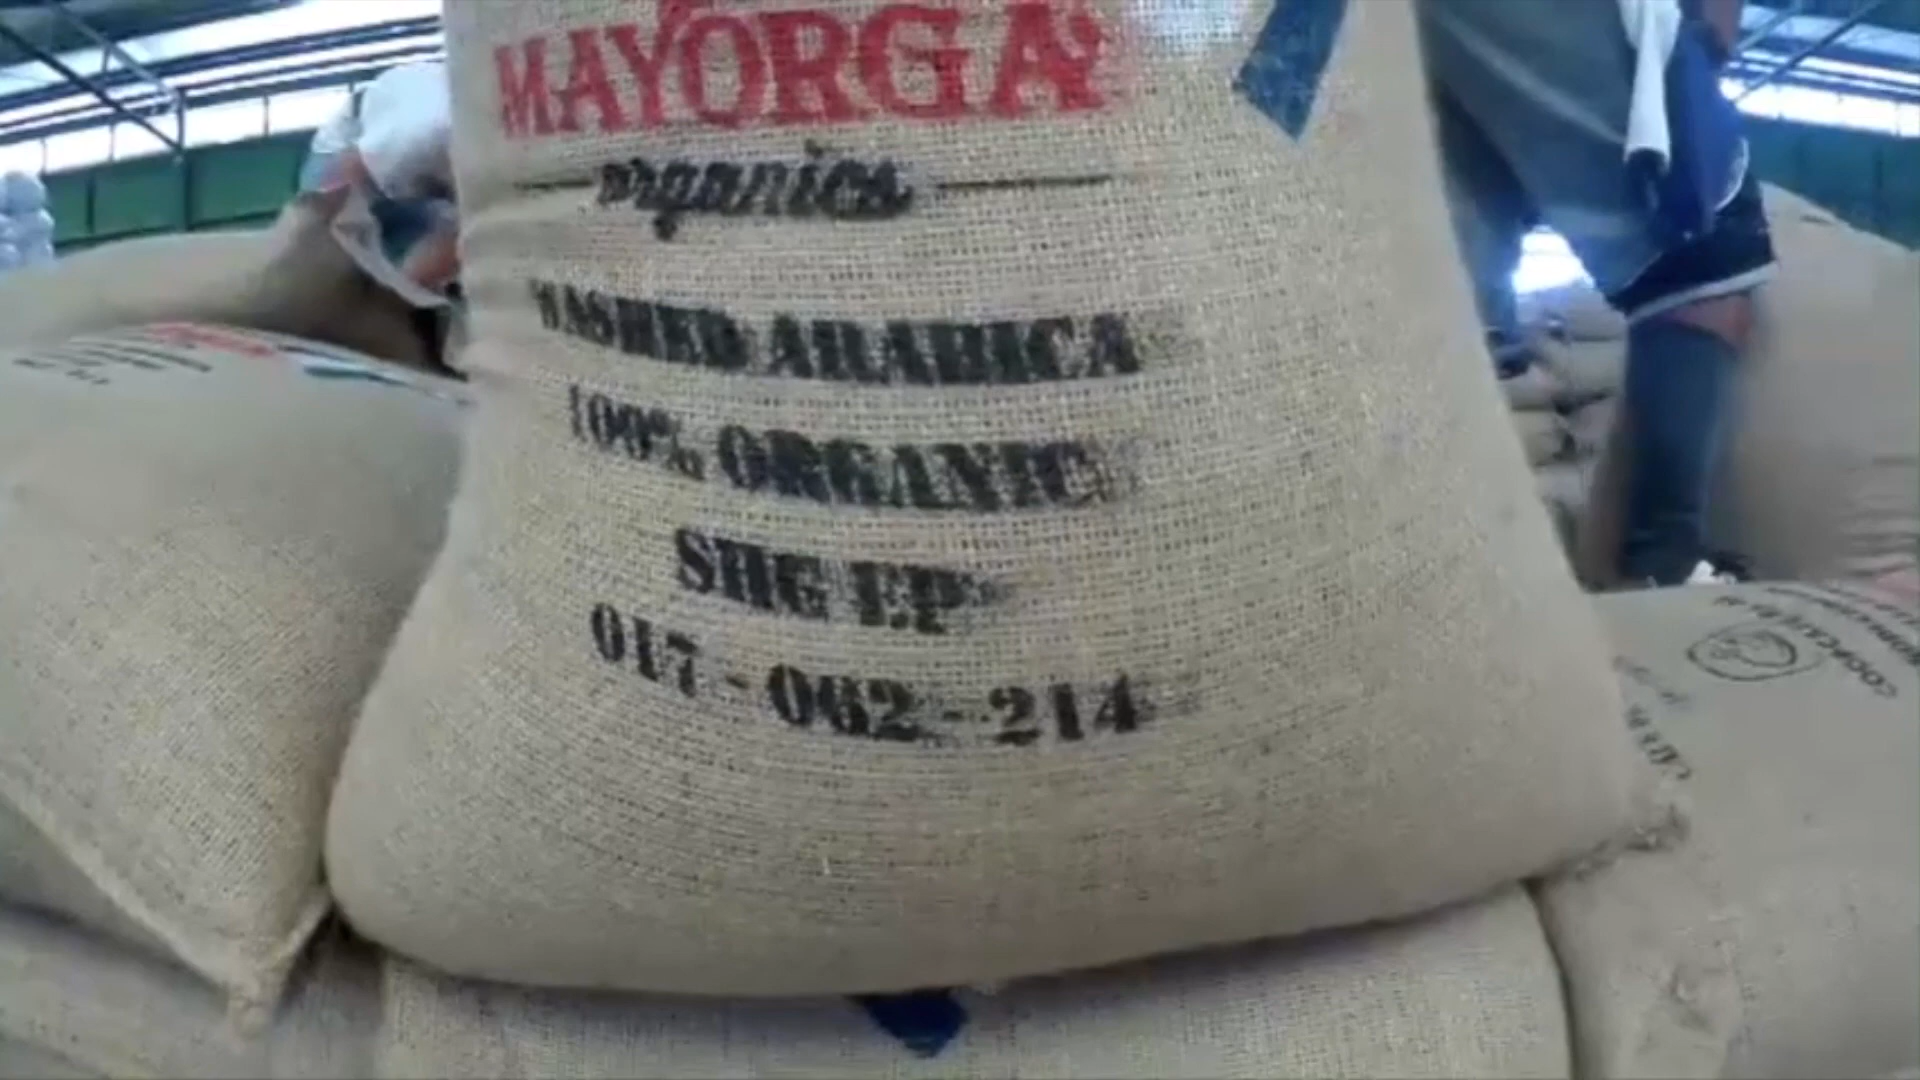 MAYORGA
organics
WASHED ARABICA
100% ORGANIC
SHG EP
017-062-214